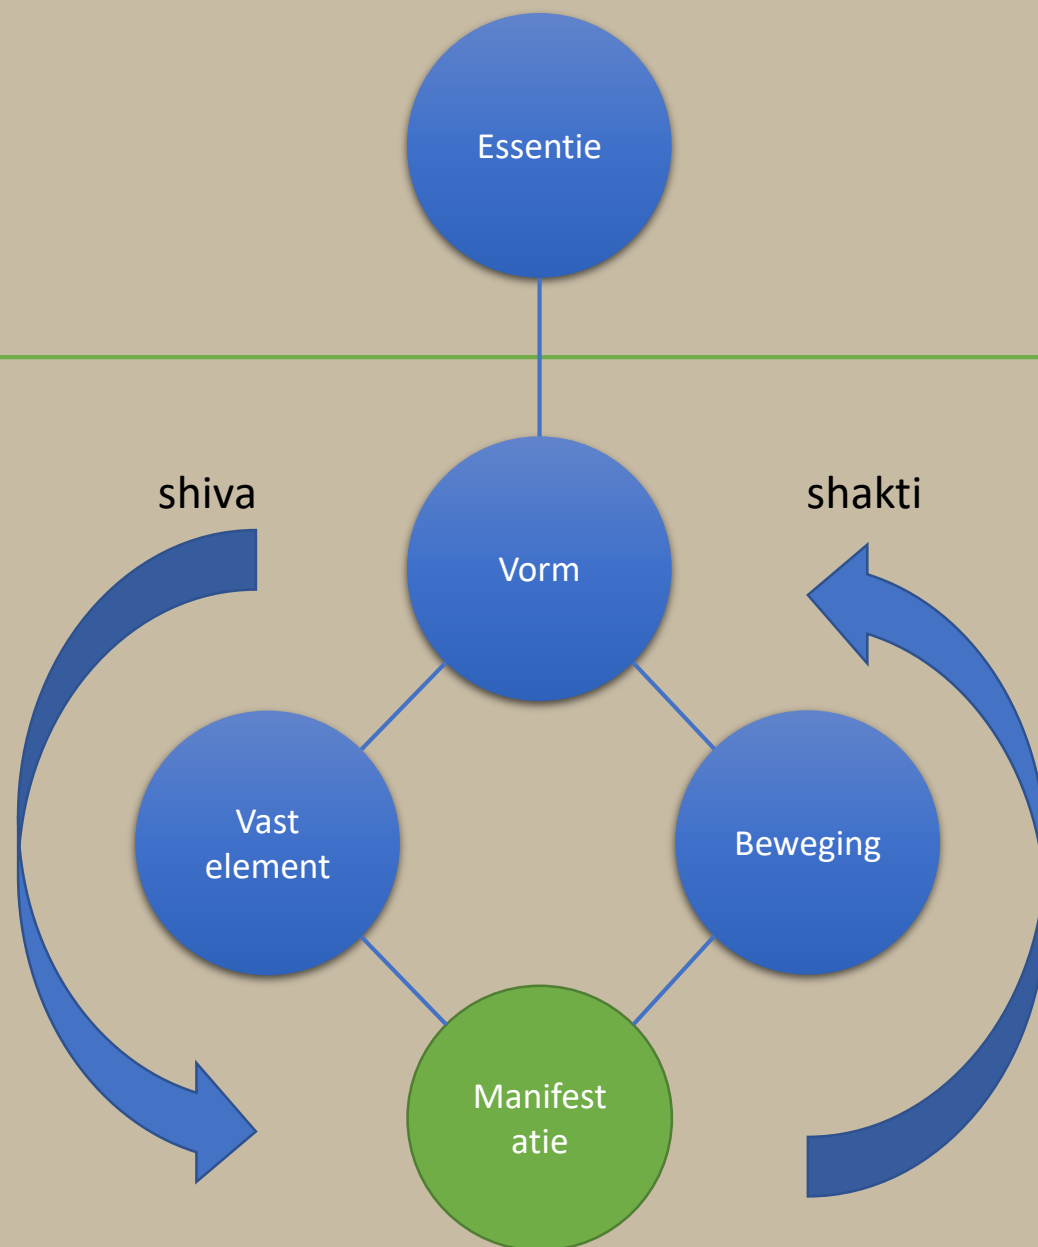 Essentie
shiva
shakti
Vorm
Vast
element
Beweging
Manifest
atie